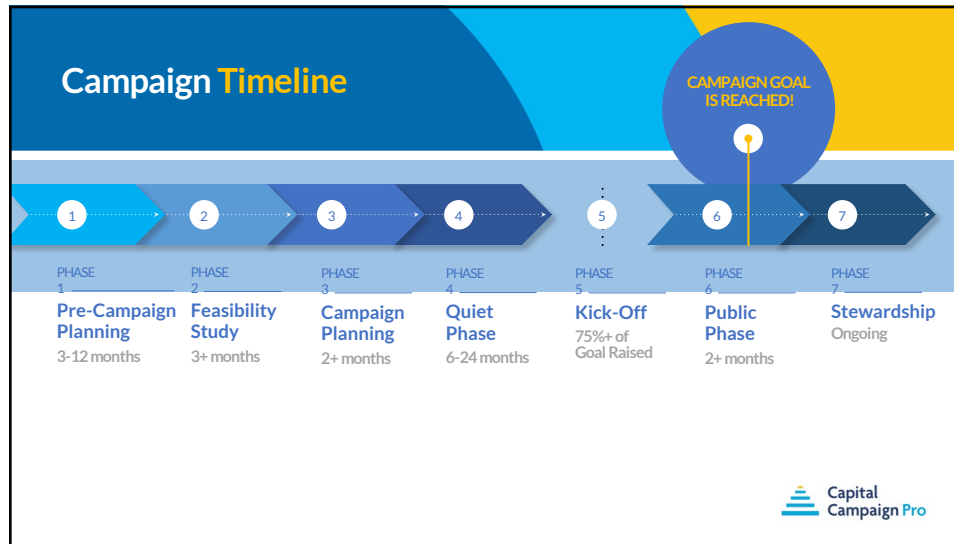 Campaign Timeline
CAMPAIGN GOAL
IS REACHED!
1
2
3
4
5
6
7
PHASE
1
Pre-Campaign
Planning
3-12 months
PHASE
2
Feasibility
Study
3+ months
PHASE
3
Campaign
Planning
2+ months
PHASE
4
Quiet
Phase
6-24 months
PHASE
5
Kick-Off
75%+ of
Goal Raised
PHASE
6
Public
Phase
2+ months
PHASE
7
Stewardship
Ongoing
Capital
Campaign Pro